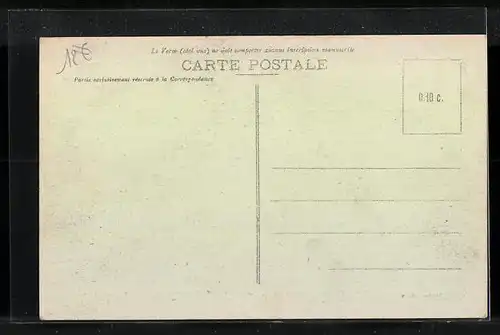 18€
Le Verso (côté vue) ne doit comporter aucune inscription manuscrite
CARTE POSTALE
Partie exclusivement réservée à la Correspondance
0.10 c.